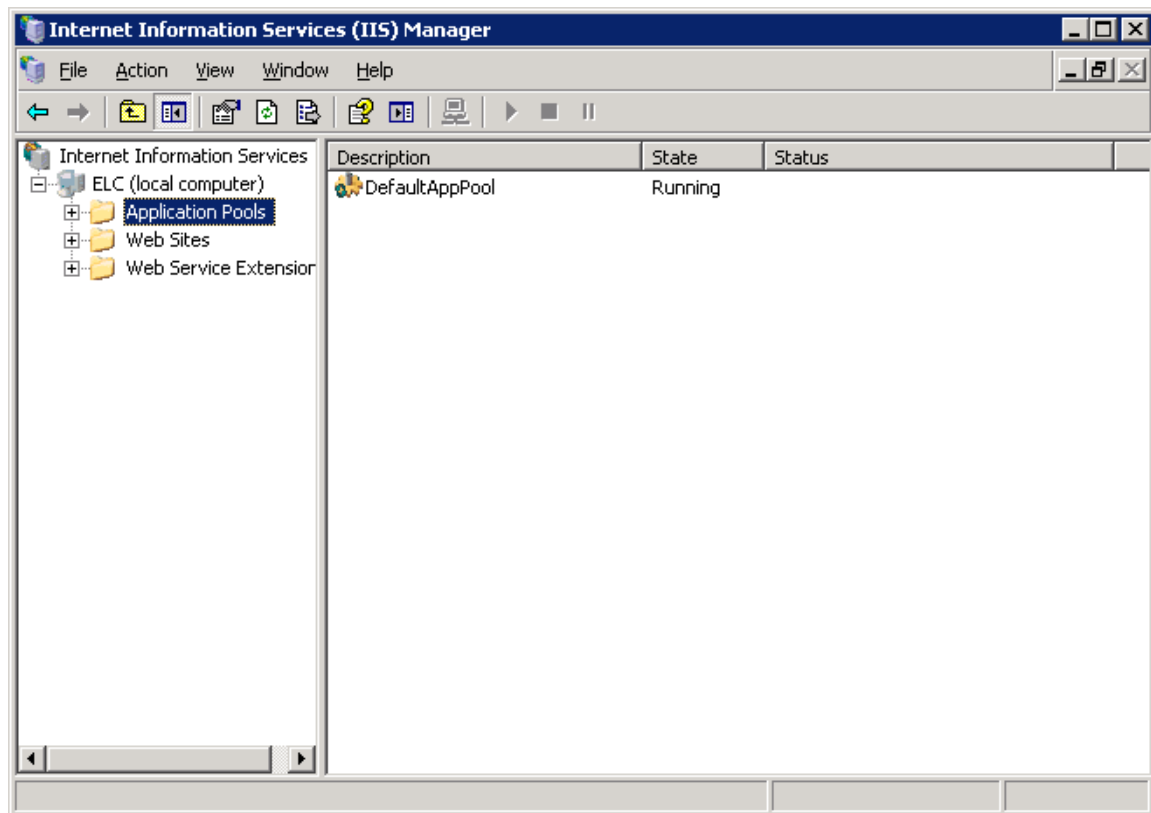 Internet Information Services (IIS) Manager
File Action View Window Help
Internet Information Services
Description State Status
ELC (local computer)
DefaultAppPool Running
Application Pools
Web Sites
Web Service Extension